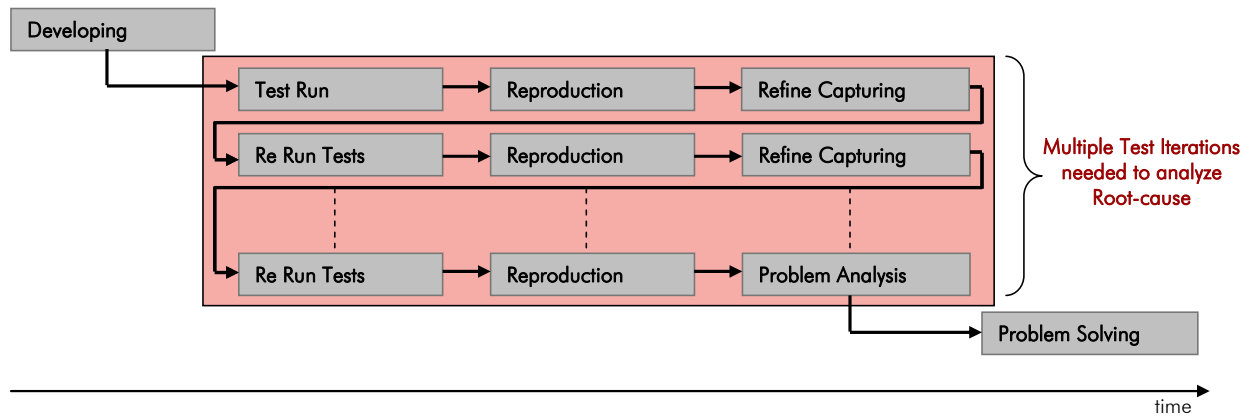 Developing
Test Run
Reproduction
Refine Capturing
Re Run Tests
Reproduction
Refine Capturing
Multiple Test Iterations
needed to analyze
Root-cause
Re Run Tests
Reproduction
Problem Analysis
Problem Solving
time